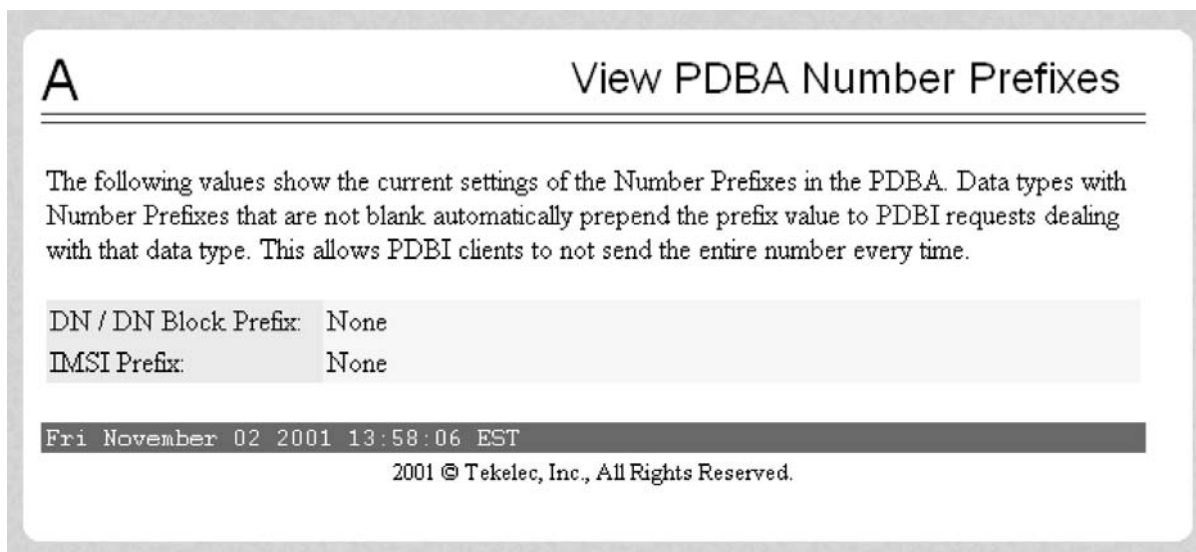 A
View PDBA Number Prefixes
The following values show the current settings of the Number Prefixes in the PDBA. Data types with
Number Prefixes that are not blank automatically prepend the prefix value to PDBI requests dealing
with that data type. This allows PDBI clients to not send the entire number every time.
DN / DN Block Prefix: None
IMSI Prefix: None
Fri November 02 2001 13:58:06 EST
2001 © Tekelec, Inc., All Rights Reserved.